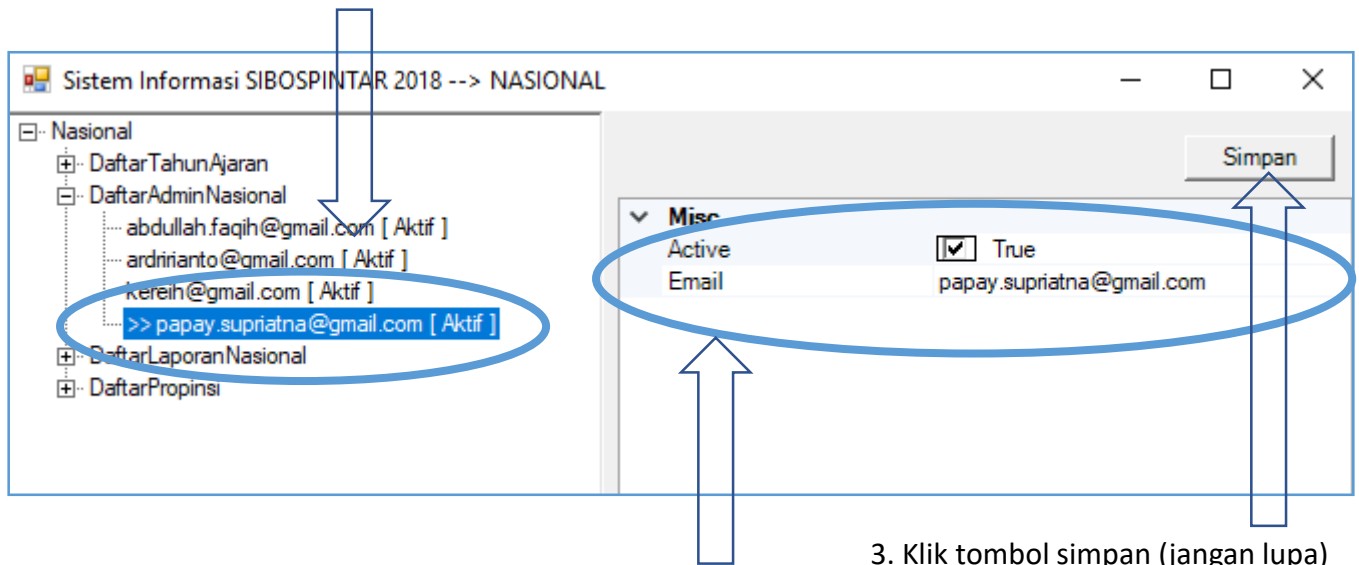 Sistem Informasi SIBOSPINTAR 2018 --> NASIONAL
Nasional
DaftarTahunAjaran
DaftarAdminNasional
abdullah.faqih@gmail.com [ Aktif ]
ardririanto@gmail.com [ Aktif ]
kereih@gmail.com [ Aktif ]
>> papay.supriatna@gmail.com [ Aktif ]
DaftarLaporanNasional
DaftarPropinsi
Simpan
Misc
Active True
Email papay.supriatna@gmail.com
3. Klik tombol simpan (jangan lupa)